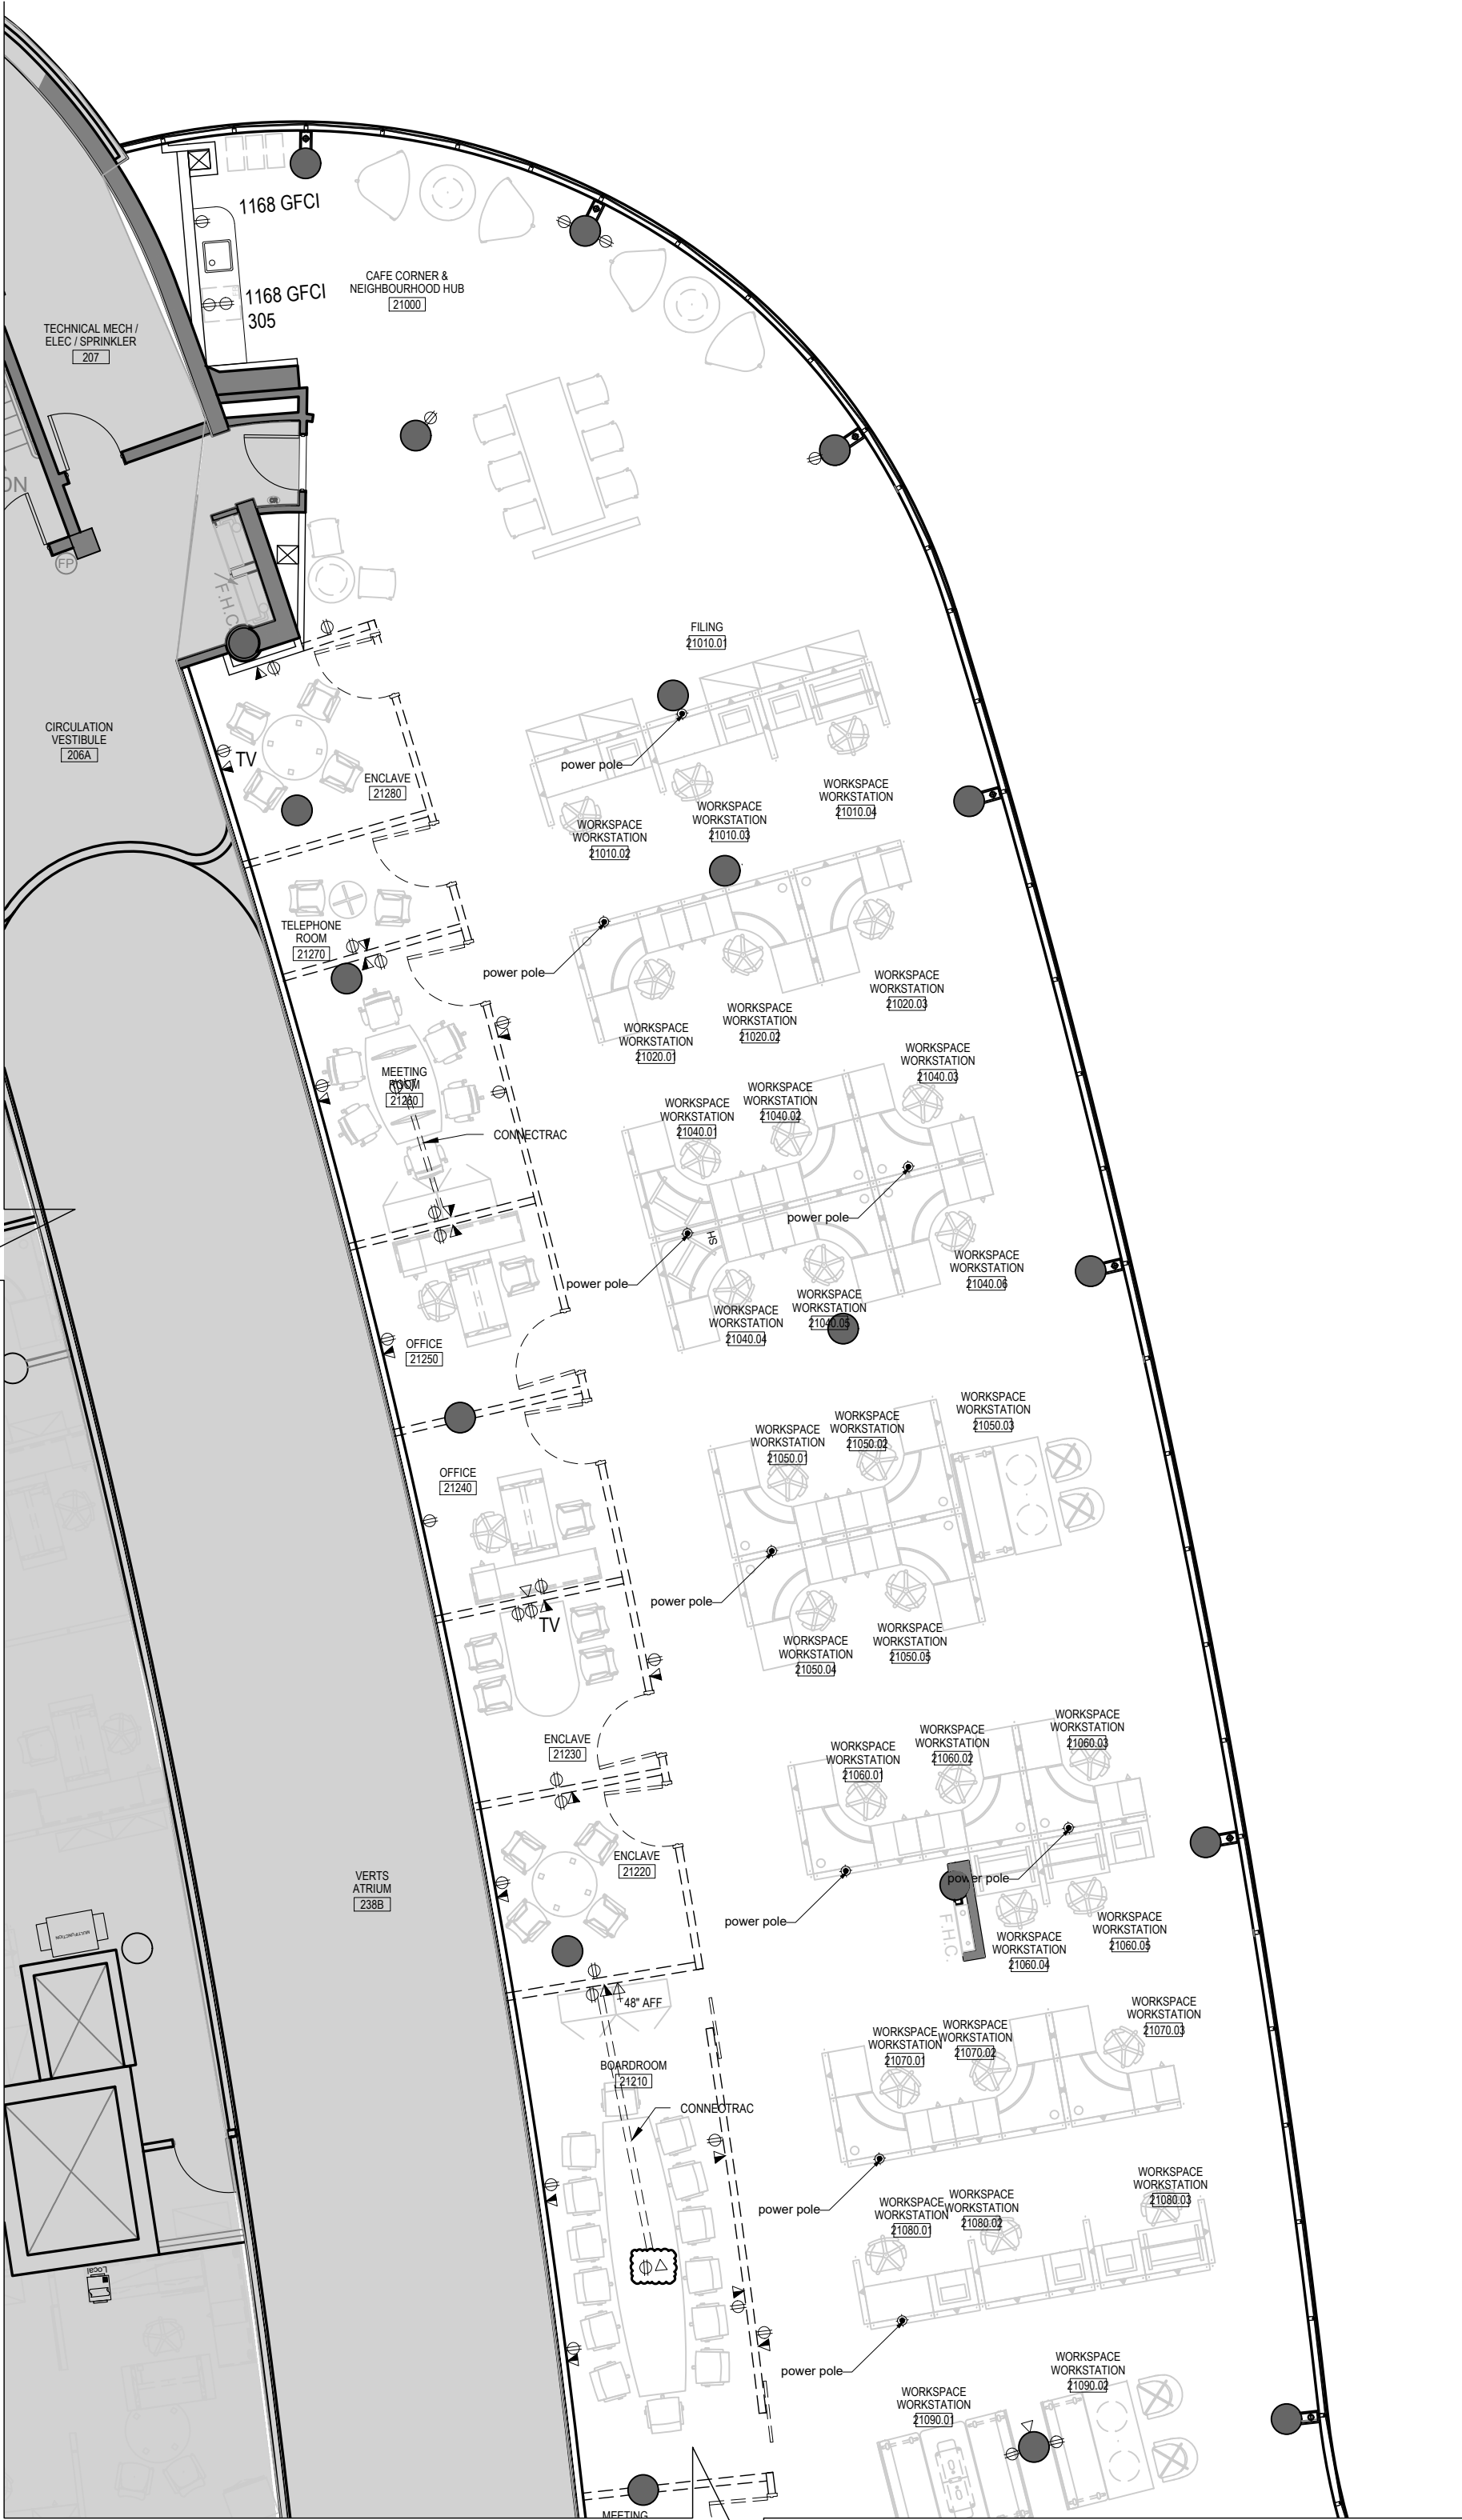 1168 GFCI
CAFE CORNER &
NEIGHBOURHOOD HUB
21000
1168 GFCI
305
TECHNICAL MECH /
ELEC / SPRINKLER
207
ON
FP
F.H.C
FILING
21010.01
CIRCULATION
VESTIBULE
206A
TV
ENCLAVE
21280
power pole
WORKSPACE
WORKSTATION
21010.04
WORKSPACE
WORKSTATION
21010.03
WORKSPACE
WORKSTATION
21010.02
TELEPHONE
ROOM
21270
power pole
WORKSPACE
WORKSTATION
21020.03
WORKSPACE
WORKSTATION
21020.02
WORKSPACE
WORKSTATION
21020.01
MEETING
ROOM
21260
WORKSPACE
WORKSTATION
21040.03
WORKSPACE
WORKSTATION
21040.02
WORKSPACE
WORKSTATION
21040.01
CONNECTRAC
power pole
HS
power pole
WORKSPACE
WORKSTATION
21040.06
WORKSPACE
WORKSTATION
21040.05
WORKSPACE
WORKSTATION
21040.04
OFFICE
21250
WORKSPACE
WORKSTATION
21050.03
WORKSPACE
WORKSTATION
21050.02
WORKSPACE
WORKSTATION
21050.01
OFFICE
21240
power pole
TV
WORKSPACE
WORKSTATION
21050.05
WORKSPACE
WORKSTATION
21050.04
ENCLAVE
21230
WORKSPACE
WORKSTATION
21060.03
WORKSPACE
WORKSTATION
21060.02
WORKSPACE
WORKSTATION
21060.01
ENCLAVE
21220
VERTS
ATRIUM
238B
power pole
power pole
F.H.C.
WORKSPACE
WORKSTATION
21060.05
WORKSPACE
WORKSTATION
21060.04
MULTIFUNCTION
48" AFF
WORKSPACE
WORKSTATION
21070.03
WORKSPACE
WORKSTATION
21070.02
WORKSPACE
WORKSTATION
21070.01
BOARDROOM
21210
CONNECTRAC
power pole
WORKSPACE
WORKSTATION
21080.03
WORKSPACE
WORKSTATION
21080.02
WORKSPACE
WORKSTATION
21080.01
Local
power pole
WORKSPACE
WORKSTATION
21090.02
WORKSPACE
WORKSTATION
21090.01
MEETING